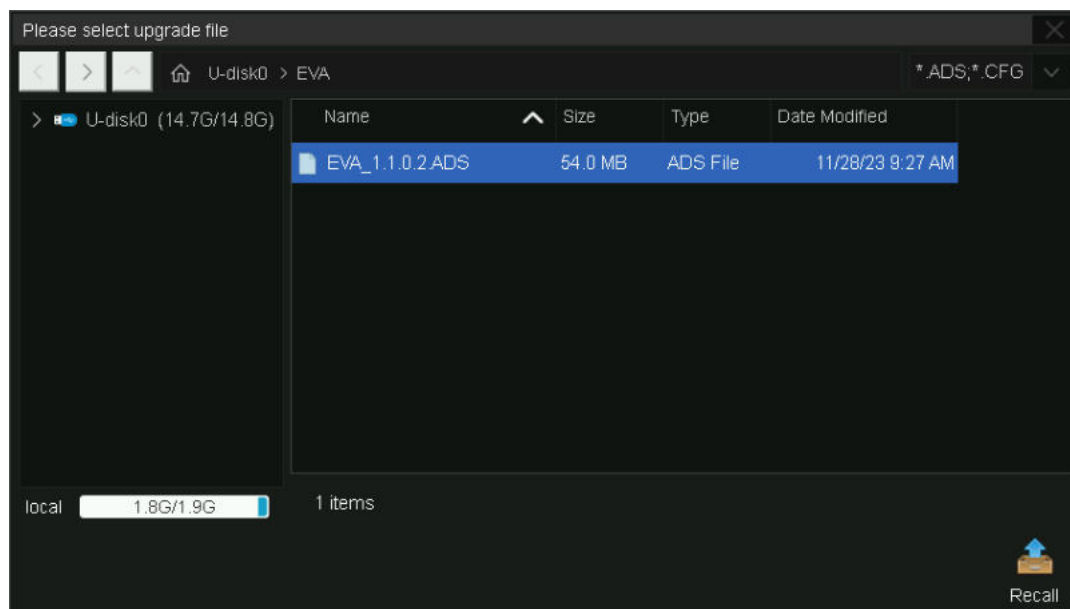 Please select upgrade file
U-disk0 > EVA *.ADS;*.CFG
U-disk0 (14.7G/14.8G) Name Size Type Date Modified
EVA_1.1.0.2.ADS 54.0 MB ADS File 11/28/23 9:27 AM
local 1.8G/1.9G 1 items
Recall